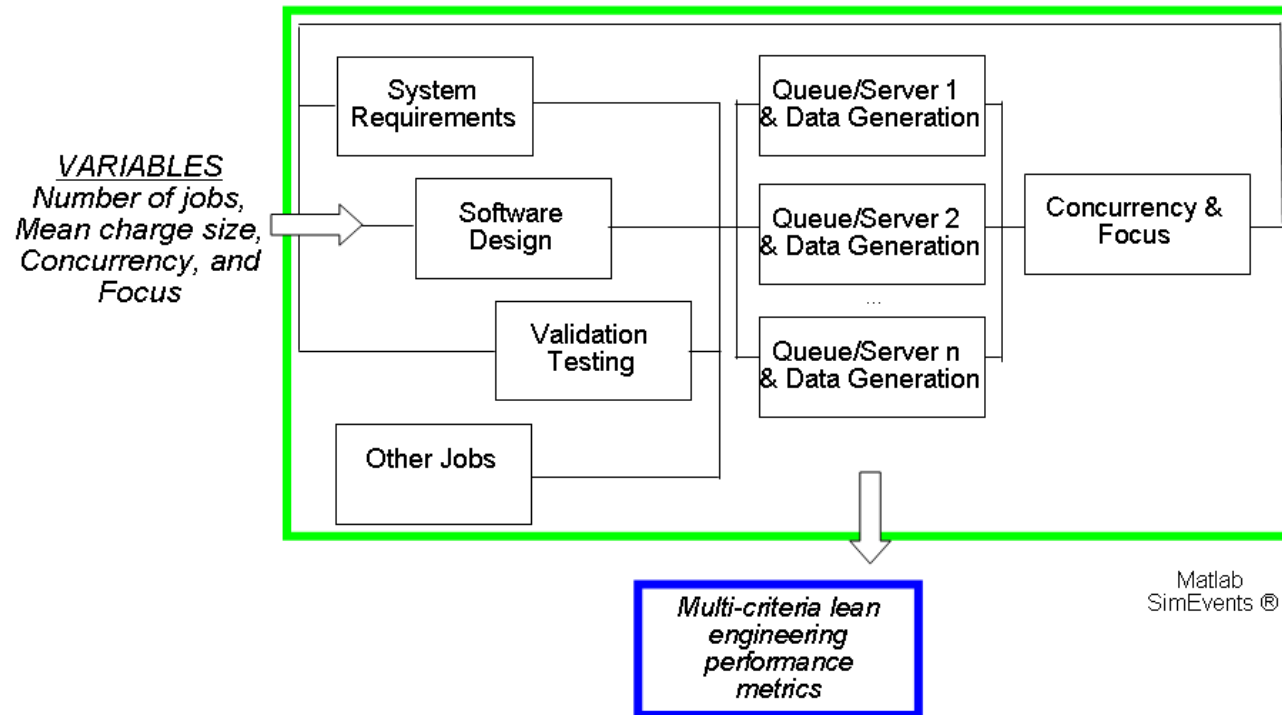 VARIABLES
Number of jobs,
Mean charge size,
Concurrency, and
Focus
System
Requirements
Software
Design
Validation
Testing
Other Jobs
Queue/Server 1
& Data Generation
Queue/Server 2
& Data Generation
...
Queue/Server n
& Data Generation
Concurrency &
Focus
Multi-criteria lean
engineering
performance
metrics
Matlab
SimEvents ®